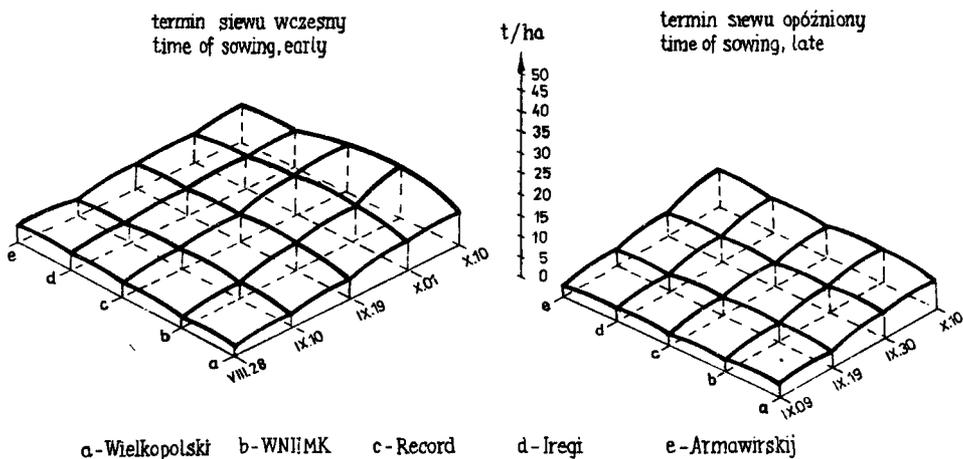 termin siewu wczesny
time of sowing, early
t/ha
termin siewu opóźniony
time of sowing, late
50
45
40
35
30
25
20
15
10
5
0
e
d
c
b
a
VIII.28
IX.10
IX.19
X.01
X.10
e
d
c
b
a
IX.09
IX.19
IX.30
X.10
a-Wielkopolski b-WNIIMK c-Record d-Iregi e-Armawirskij